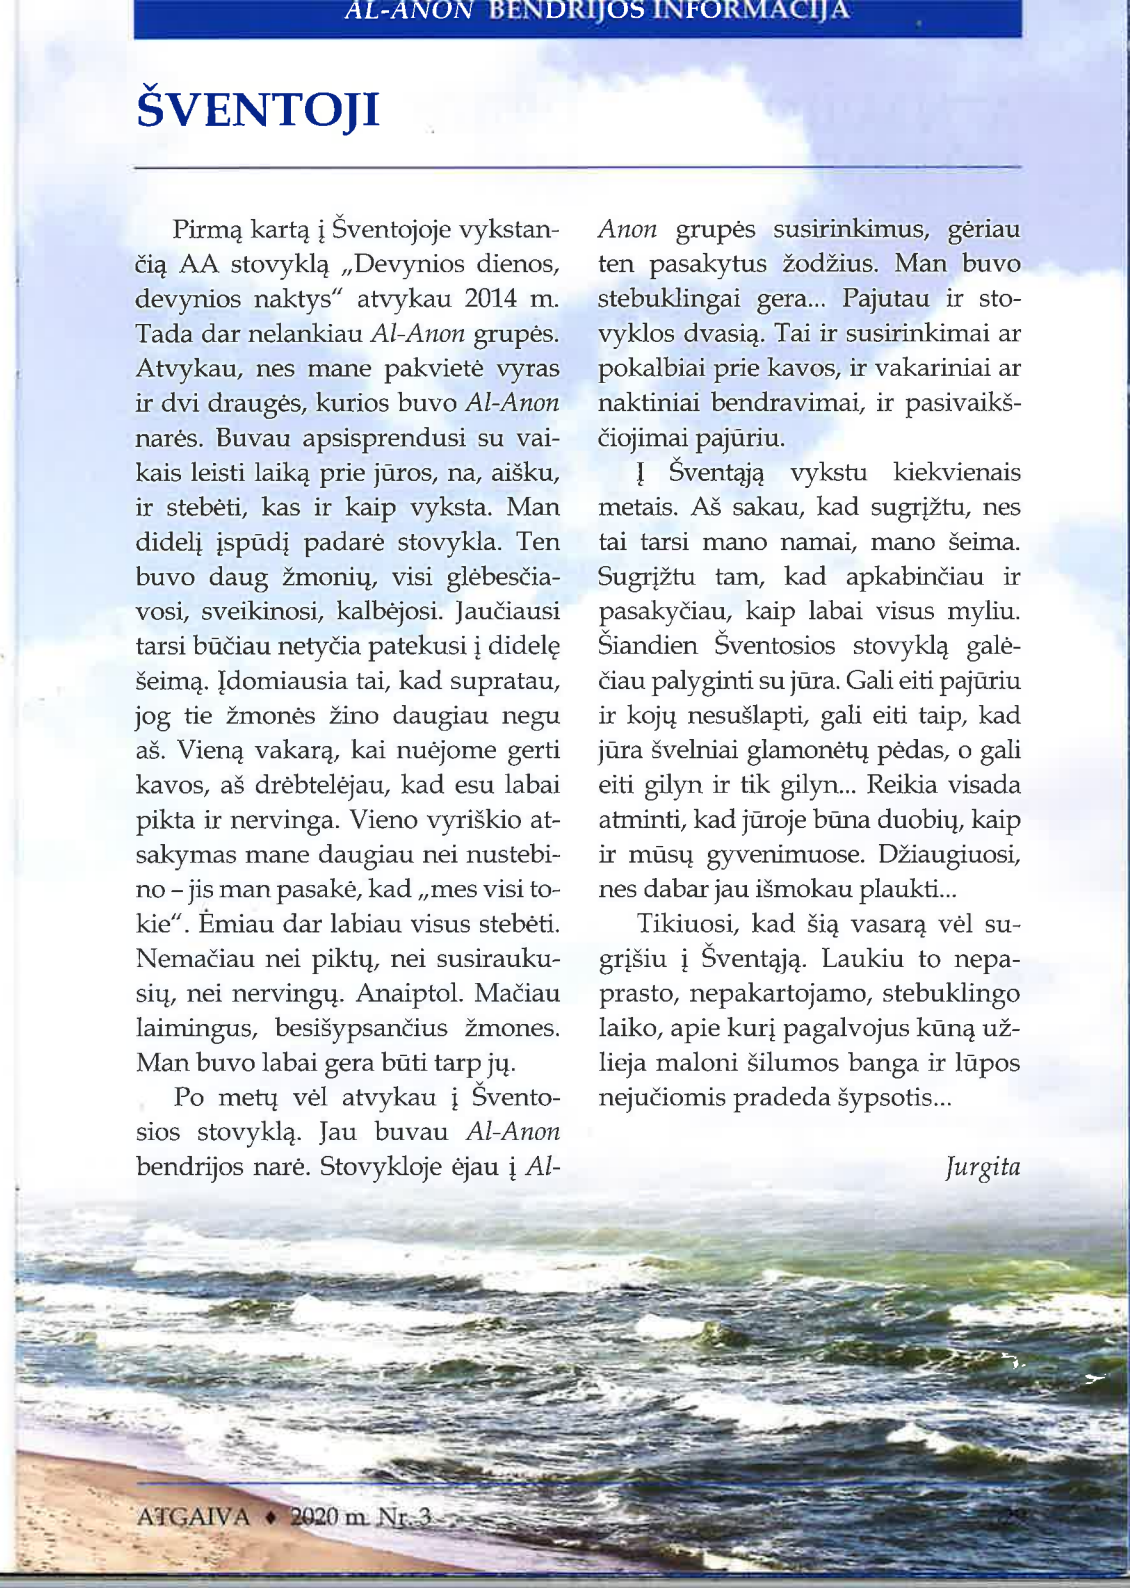 AL-ANON BENDRIJOS INFORMACIJA
ŠVENTOJI
Pirmą kartą į Šventojoje vykstan-
čią AA stovyklą „Devynios dienos,
devynios naktys" atvykau 2014 m.
Tada dar nelankiau Al-Anon grupės.
Atvykau, nes mane pakvietė vyras
ir dvi draugės, kurios buvo Al-Anon
narės. Buvau apsisprendusi su vai-
kais leisti laiką prie jūros, na, aišku,
ir stebėti, kas ir kaip vyksta. Man
didelį įspūdį padarė stovykla. Ten
buvo daug žmonių, visi glėbesčia-
vosi, sveikinosi, kalbėjosi. Jaučiausi
tarsi būčiau netyčia patekusi į didelę
šeimą. Įdomiausia tai, kad supratau,
jog tie žmonės žino daugiau negu
aš. Vieną vakarą, kai nuėjome gerti
kavos, aš drėbtelėjau, kad esu labai
pikta ir nervinga. Vieno vyriškio at-
sakymas mane daugiau nei nustebi-
no – jis man pasakė, kad „mes visi to-
kie". Ėmiau dar labiau visus stebėti.
Nemačiau nei piktų, nei susirauku-
sių, nei nervingų. Anaiptol. Mačiau
laimingus, besišypsančius žmones.
Man buvo labai gera būti tarp jų.
Po metų vėl atvykau į Švento-
sios stovyklą. Jau buvau Al-Anon
bendrijos narė. Stovykloje ėjau į Al-
Anon grupės susirinkimus, gėriau
ten pasakytus žodžius. Man buvo
stebuklingai gera... Pajutau ir sto-
vyklos dvasią. Tai ir susirinkimai ar
pokalbiai prie kavos, ir vakariniai ar
naktiniai bendravimai, ir pasivaikš-
čiojimai pajūriu.
Į Šventąją vykstu kiekvienais
metais. Aš sakau, kad sugrįžtu, nes
tai tarsi mano namai, mano šeima.
Sugrįžtu tam, kad apkabinčiau ir
pasakyčiau, kaip labai visus myliu.
Šiandien Šventosios stovyklą galė-
čiau palyginti su jūra. Gali eiti pajūriu
ir kojų nesušlapti, gali eiti taip, kad
jūra švelniai glamonėtų pėdas, o gali
eiti gilyn ir tik gilyn... Reikia visada
atminti, kad jūroje būna duobių, kaip
ir mūsų gyvenimuose. Džiaugiuosi,
nes dabar jau išmokau plaukti...
Tikiuosi, kad šią vasarą vėl su-
grįšiu į Šventąją. Laukiu to nepa-
prasto, nepakartojamo, stebuklingo
laiko, apie kurį pagalvojus kūną už-
lieja maloni šilumos banga ir lūpos
nejučiomis pradeda šypsotis...
Jurgita
ATGAIVA ♦ 2020 m. Nr. 3